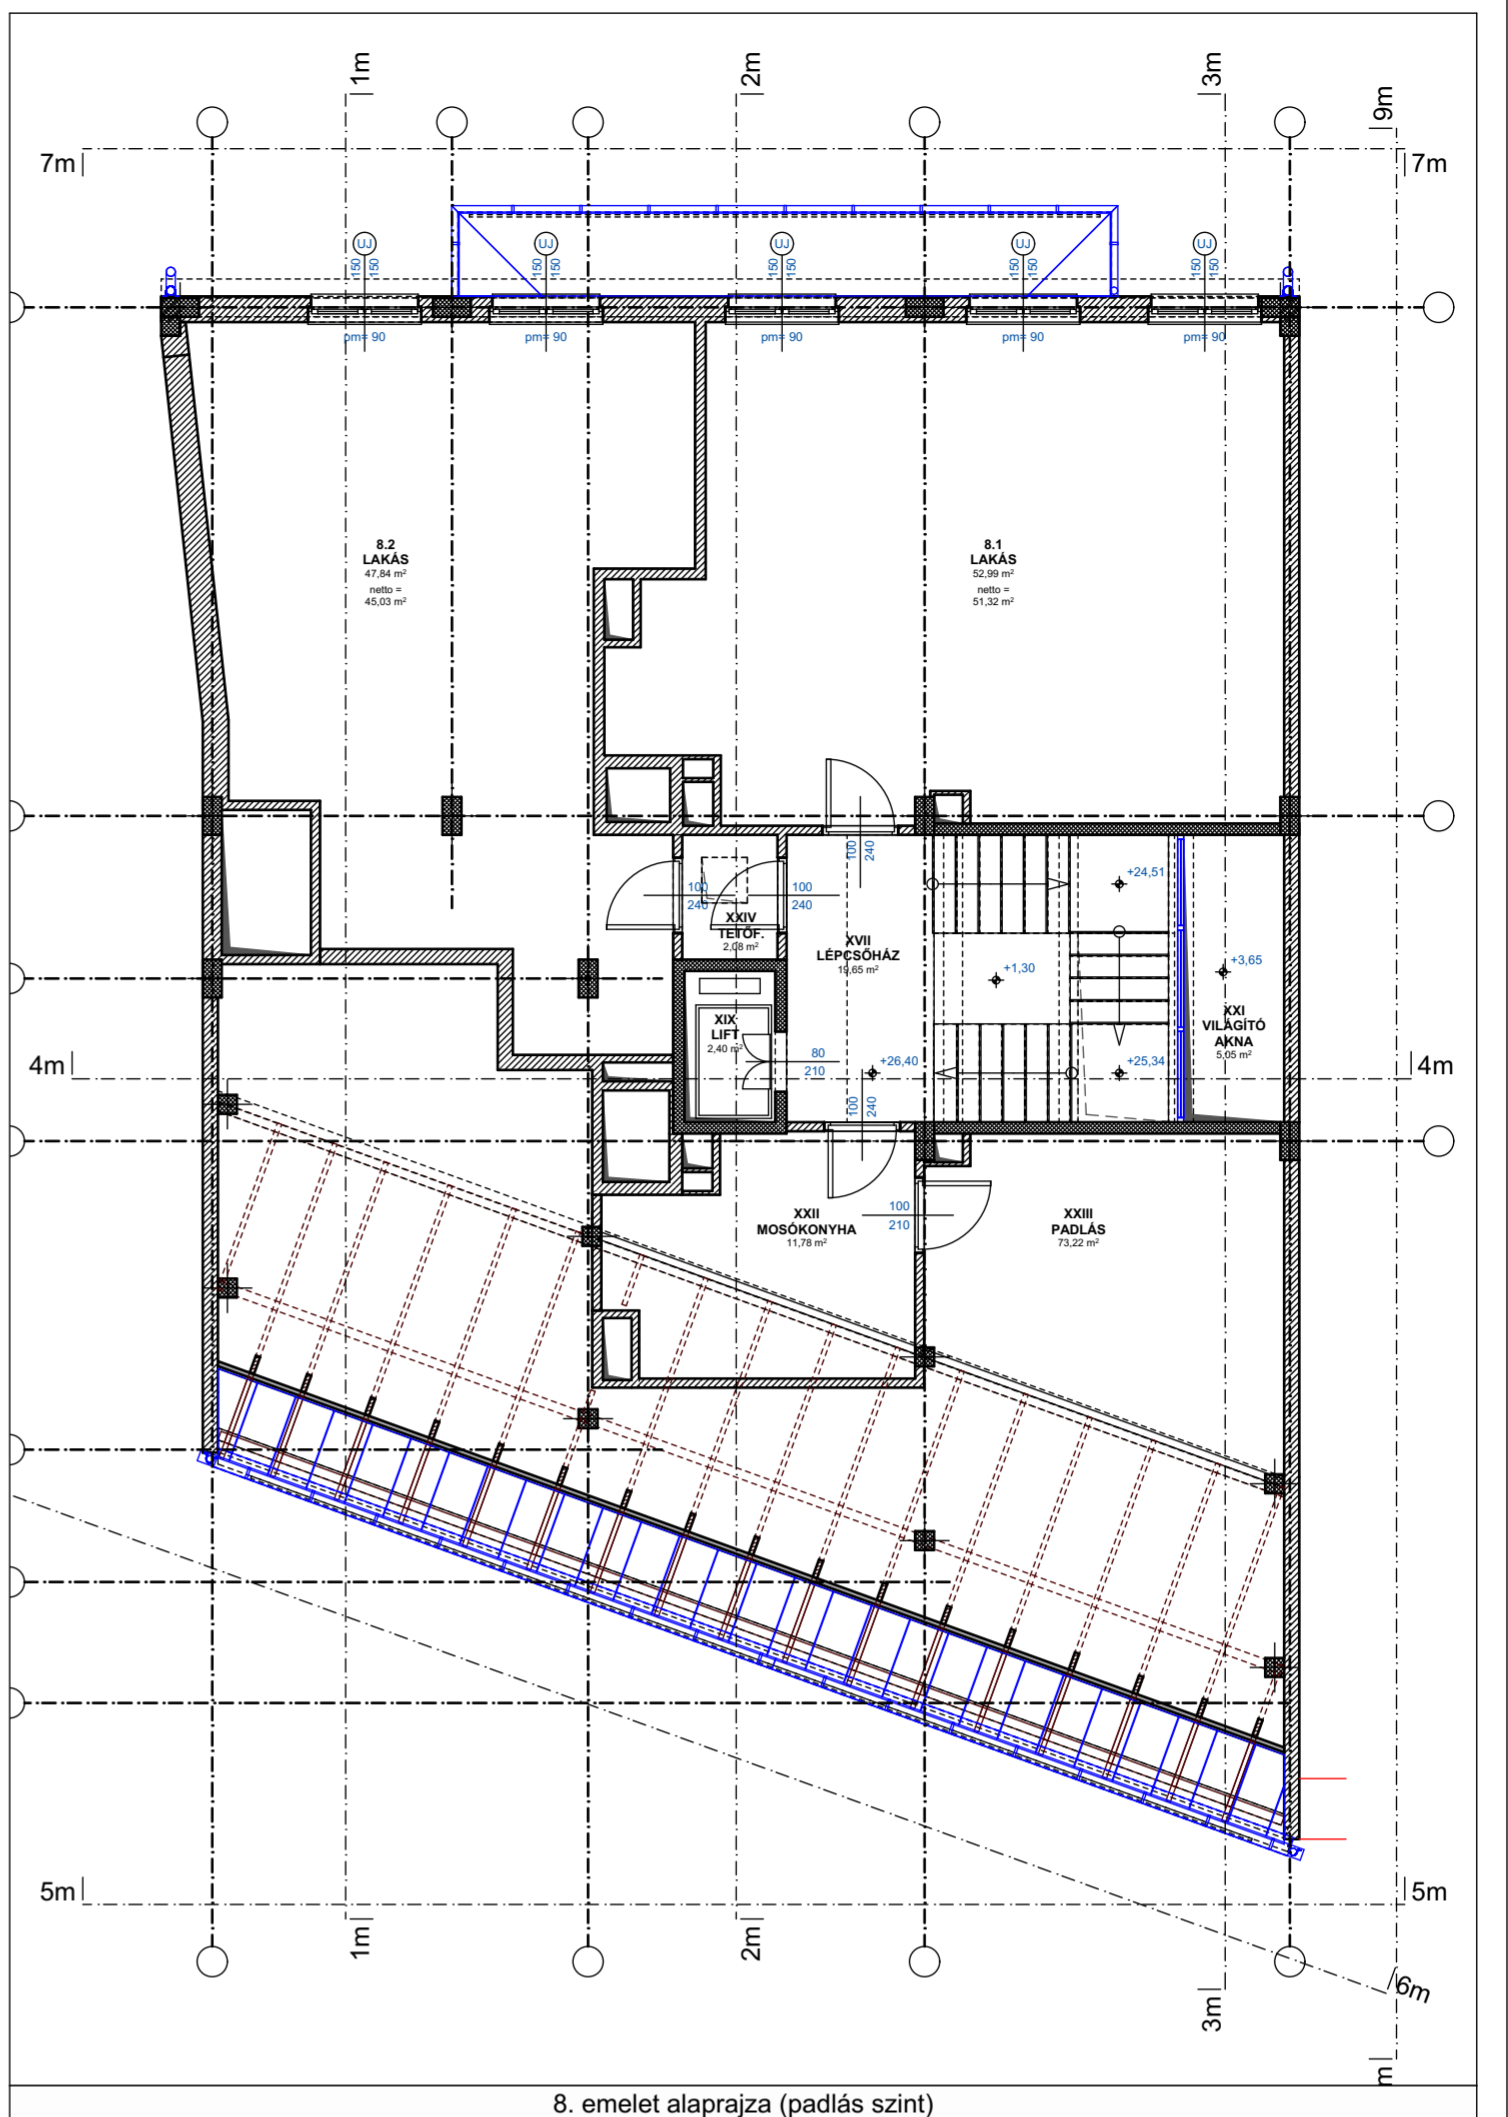 1m
2m
3m
9m
7m
7m
UJ
UJ
UJ
UJ
UJ
150
150
150
150
150
150
150
150
150
150
pm= 90
pm= 90
pm= 90
pm= 90
pm= 90
8.2
LAKÁS
47,84 m²
netto =
45,03 m²
8.1
LAKÁS
52,99 m²
netto =
51,32 m²
100
240
100
240
100
240
XXIV
TETŐF.
2,08 m²
XVII
LÉPCSŐHÁZ
19,65 m²
+24,51
+1,30
+3,65
XXI
VILÁGÍTÓ
AKNA
5,05 m²
XIX
LIFT
2,40 m²
80
210
+26,40
+25,34
4m
4m
100
240
100
210
XXII
MOSÓKONYHA
11,78 m²
XXIII
PADLÁS
73,22 m²
5m
5m
1m
2m
3m
6m
m
8. emelet alaprajza (padlás szint)